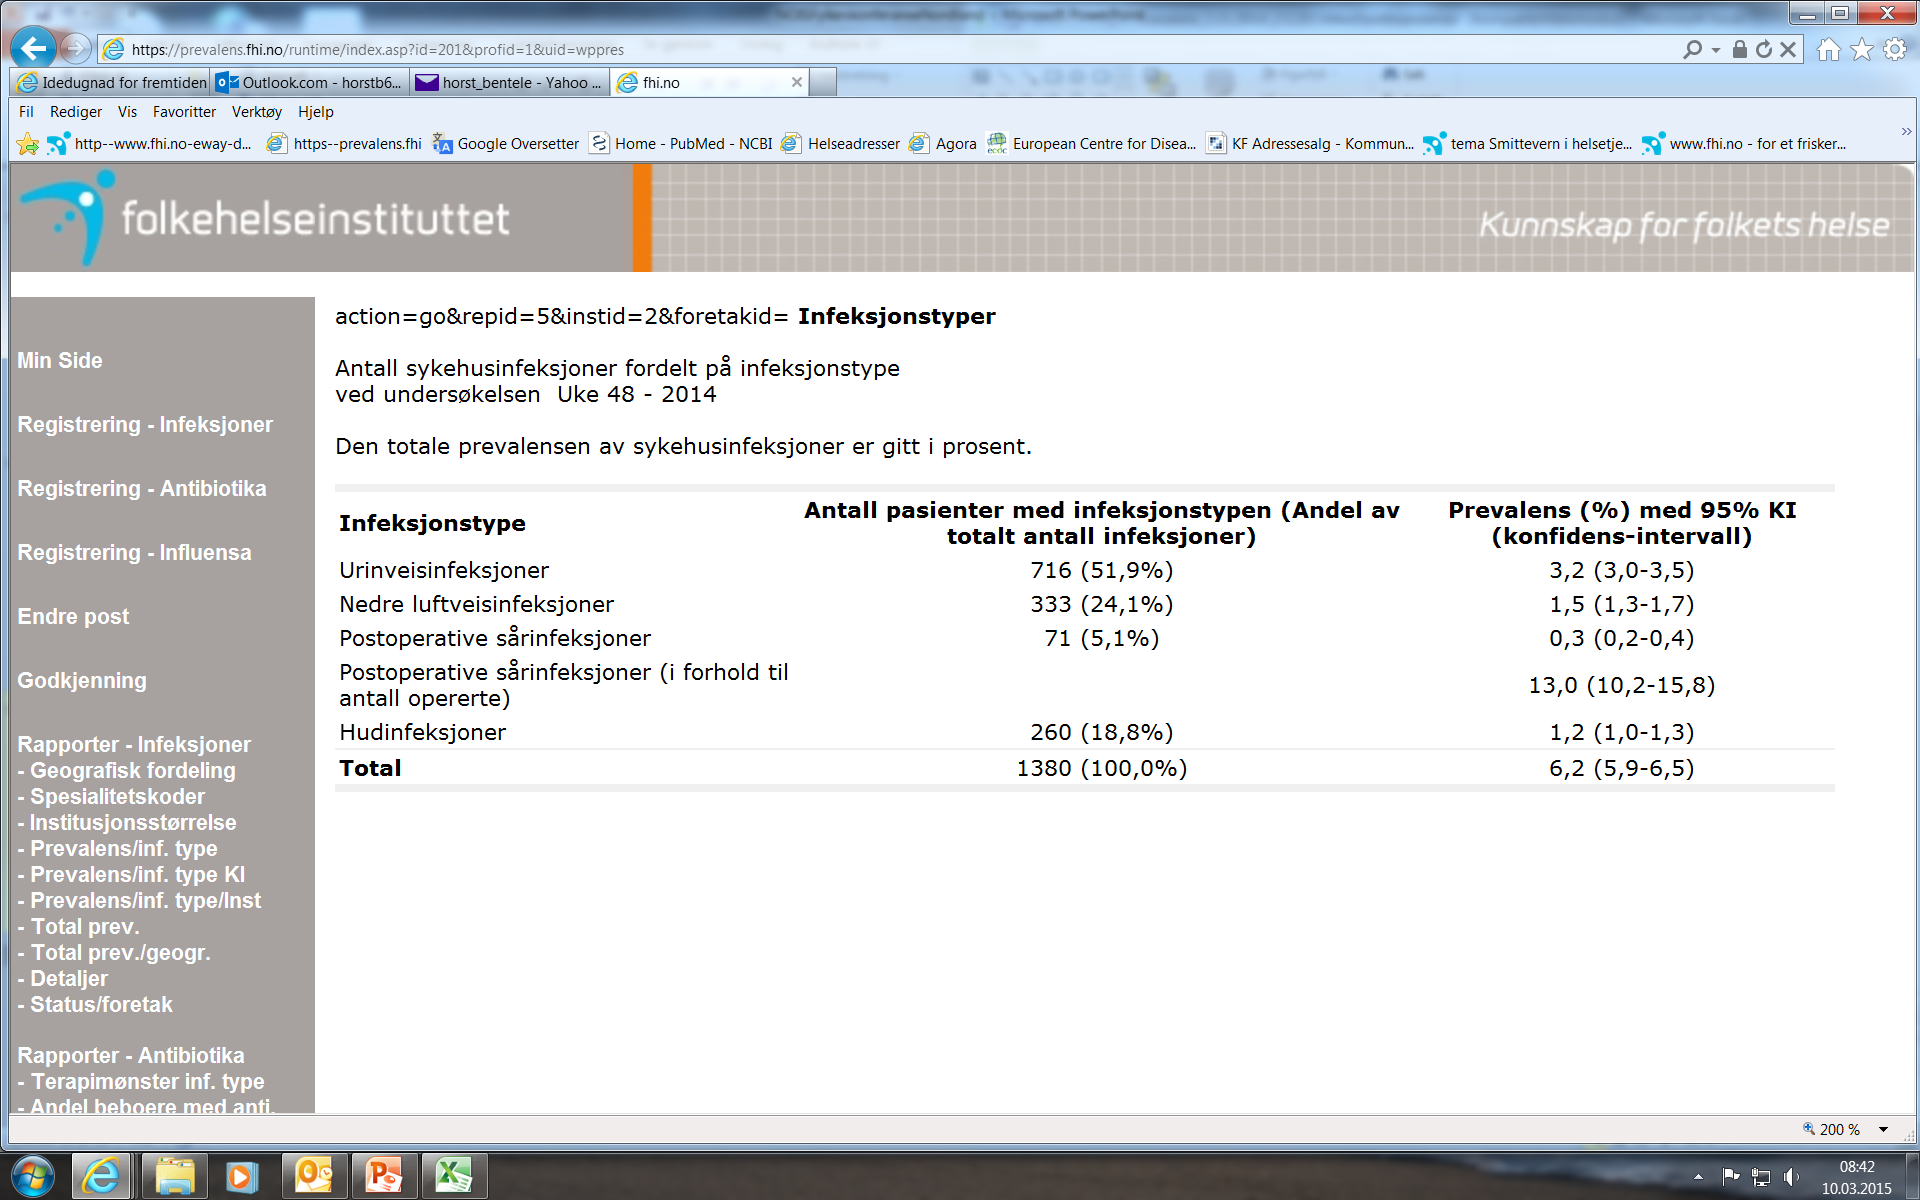 https://prevalens.fhi.no/runtime/index.asp?id=201&profid=1&uid=wppres
Idedugnad for fremtiden
Outlook.com - horstb6...
horst_bentele - Yahoo ...
fhi.no
Fil Rediger Vis Favoritter Verktøy Hjelp
http--www.fhi.no-eway-d...
https--prevalens.fhi
Google Oversetter
Home - PubMed - NCBI
Helseadresser
Agora
European Centre for Disea...
KF Adressesalg - Kommun...
tema Smittevern i helsetje...
www.fhi.no - for et frisker...
folkehelseinstituttet
Kunnskap for folkets helse
Min Side
Registrering - Infeksjoner
Registrering - Antibiotika
Registrering - Influensa
Endre post
Godkjenning
Rapporter - Infeksjoner
- Geografisk fordeling
- Spesialitetskoder
- Institusjonsstørrelse
- Prevalens/inf. type
- Prevalens/inf. type KI
- Prevalens/inf. type/Inst
- Total prev.
- Total prev./geogr.
- Detaljer
- Status/foretak
Rapporter - Antibiotika
- Terapimønster inf. type
- Andel beboere med anti.
action=go&repid=5&instid=2&foretakid= Infeksjonstyper
Antall sykehusinfeksjoner fordelt på infeksjonstype
ved undersøkelsen Uke 48 - 2014
Den totale prevalensen av sykehusinfeksjoner er gitt i prosent.
Infeksjonstype
Antall pasienter med infeksjonstypen (Andel av
totalt antall infeksjoner)
Prevalens (%) med 95% KI
(konfidens-intervall)
Urinveisinfeksjoner 716 (51,9%) 3,2 (3,0-3,5)
Nedre luftveisinfeksjoner 333 (24,1%) 1,5 (1,3-1,7)
Postoperative sårinfeksjoner 71 (5,1%) 0,3 (0,2-0,4)
Postoperative sårinfeksjoner (i forhold til
antall opererte) 13,0 (10,2-15,8)
Hudinfeksjoner 260 (18,8%) 1,2 (1,0-1,3)
Total 1380 (100,0%) 6,2 (5,9-6,5)
200 %
08:42
10.03.2015